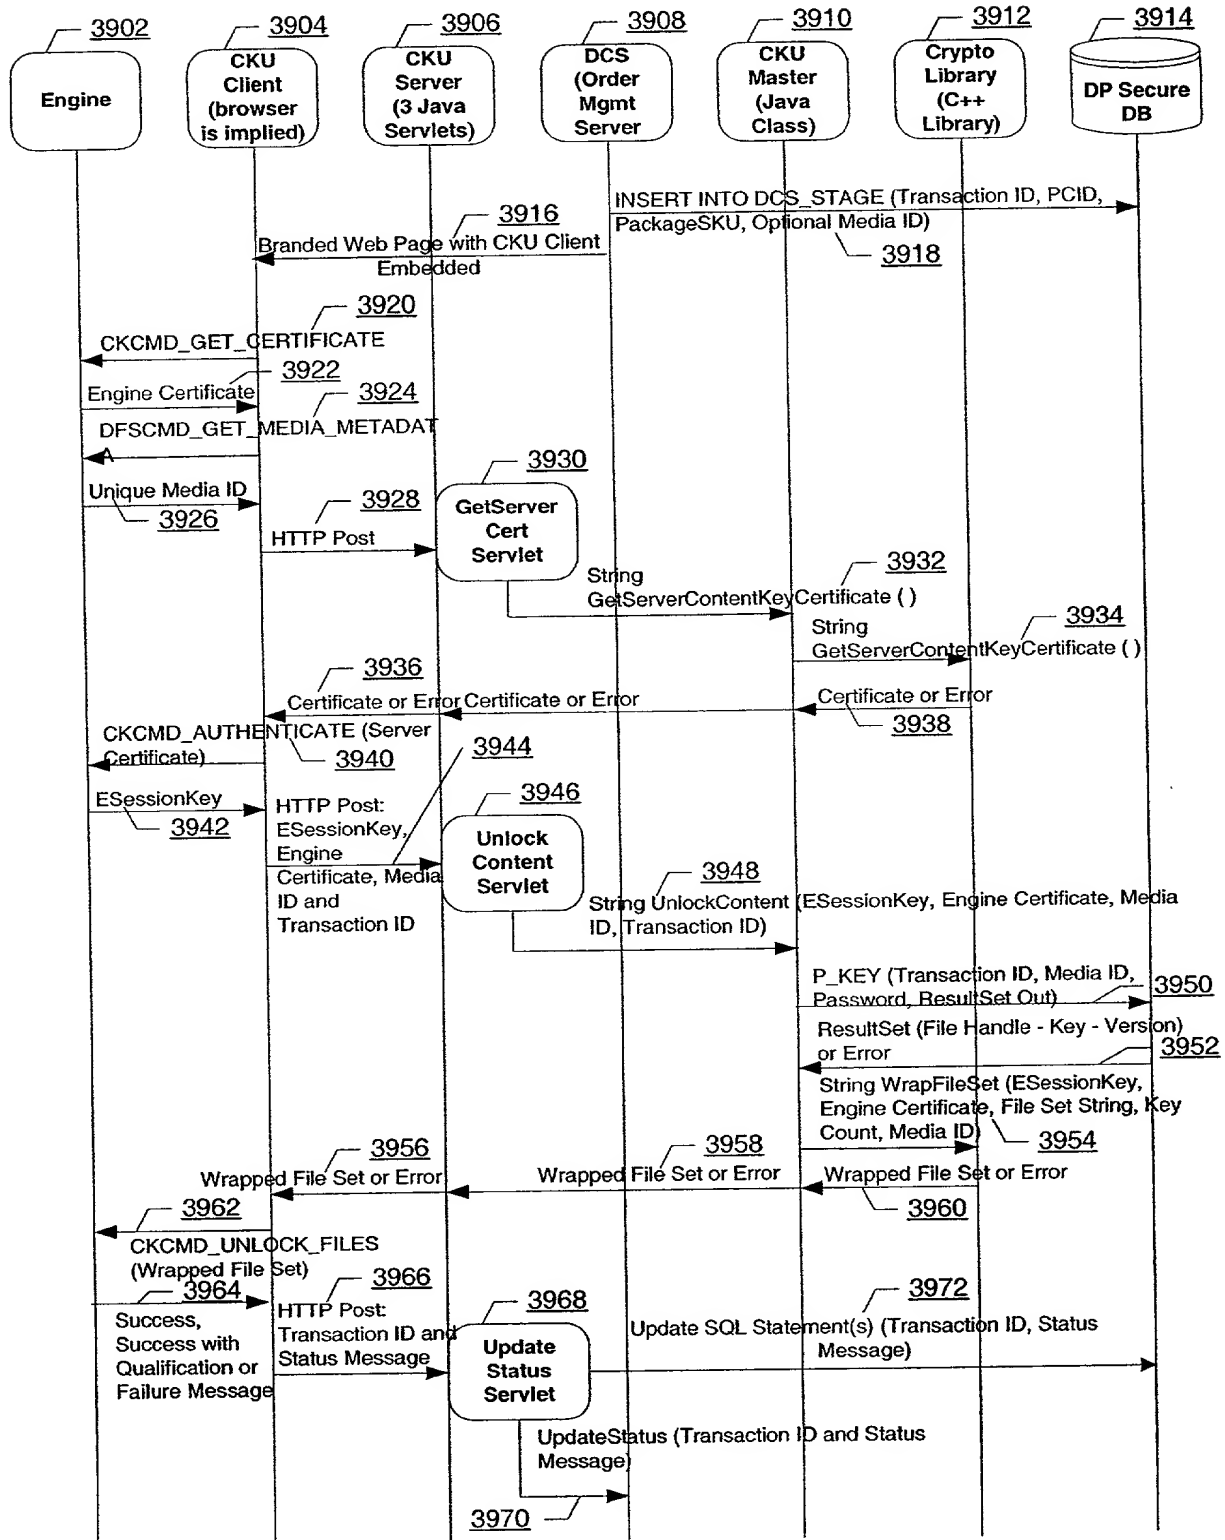 3902
3904
3906
3908
3910
3912
3914
Engine
CKU
Client
(browser
is implied)
CKU
Server
(3 Java
Servlets)
DCS
(Order
Mgmt
Server
CKU
Master
(Java
Class)
Crypto
Library
(C++
Library)
DP Secure
DB
INSERT INTO DCS_STAGE (Transaction ID, PCID,
PackageSKU, Optional Media ID)
3918
3916
Branded Web Page with CKU Client
Embedded
3920
CKCMD_GET_CERTIFICATE
3922
Engine Certificate
3924
DFSCMD_GET_MEDIA_METADAT
A
Unique Media ID
3926
3928
HTTP Post
3930
GetServer
Cert
Servlet
String
GetServerContentKeyCertificate ( )
3932
String
GetServerContentKeyCertificate ( )
3934
3936
Certificate or Error Certificate or Error
Certificate or Error
3938
CKCMD_AUTHENTICATE (Server
Certificate)
3940
3944
ESessionKey
3942
HTTP Post:
ESessionKey,
Engine
Certificate, Media
ID and
Transaction ID
3946
Unlock
Content
Servlet
3948
String UnlockContent (ESessionKey, Engine Certificate, Media
ID, Transaction ID)
P_KEY (Transaction ID, Media ID,
Password, ResultSet Out)
3950
ResultSet (File Handle - Key - Version)
or Error
3952
String WrapFileSet (ESessionKey,
Engine Certificate, File Set String, Key
Count, Media ID)
3954
3956
Wrapped File Set or Error
3958
Wrapped File Set or Error
Wrapped File Set or Error
3960
3962
CKCMD_UNLOCK_FILES
(Wrapped File Set)
3964
Success,
Success with
Qualification or
Failure Message
3966
HTTP Post:
Transaction ID and
Status Message
3968
Update
Status
Servlet
3972
Update SQL Statement(s) (Transaction ID, Status
Message)
UpdateStatus (Transaction ID and Status
Message)
3970